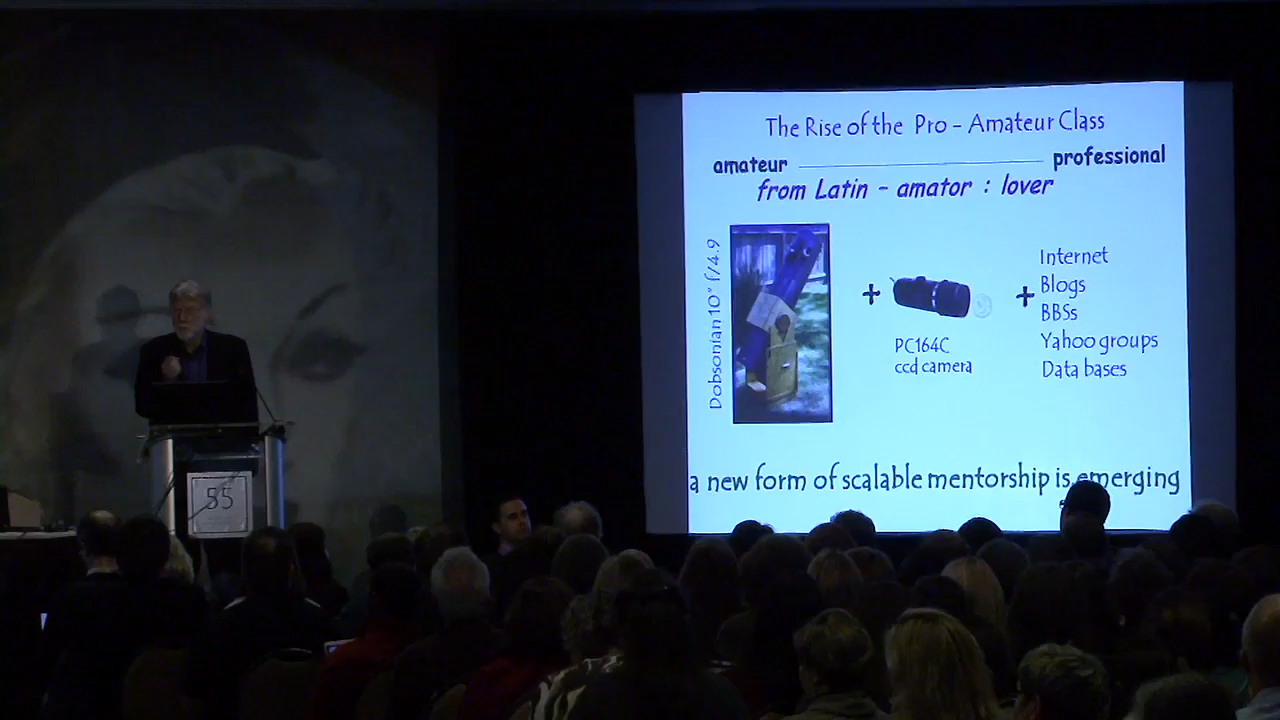 The Rise of the Pro - Amateur Class
amateur professional
from Latin - amator : lover
Dobsonian 10" f/4.9
+
PC164C
ccd camera
+
Internet
Blogs
BBSs
Yahoo groups
Data bases
a new form of scalable mentorship is emerging
55